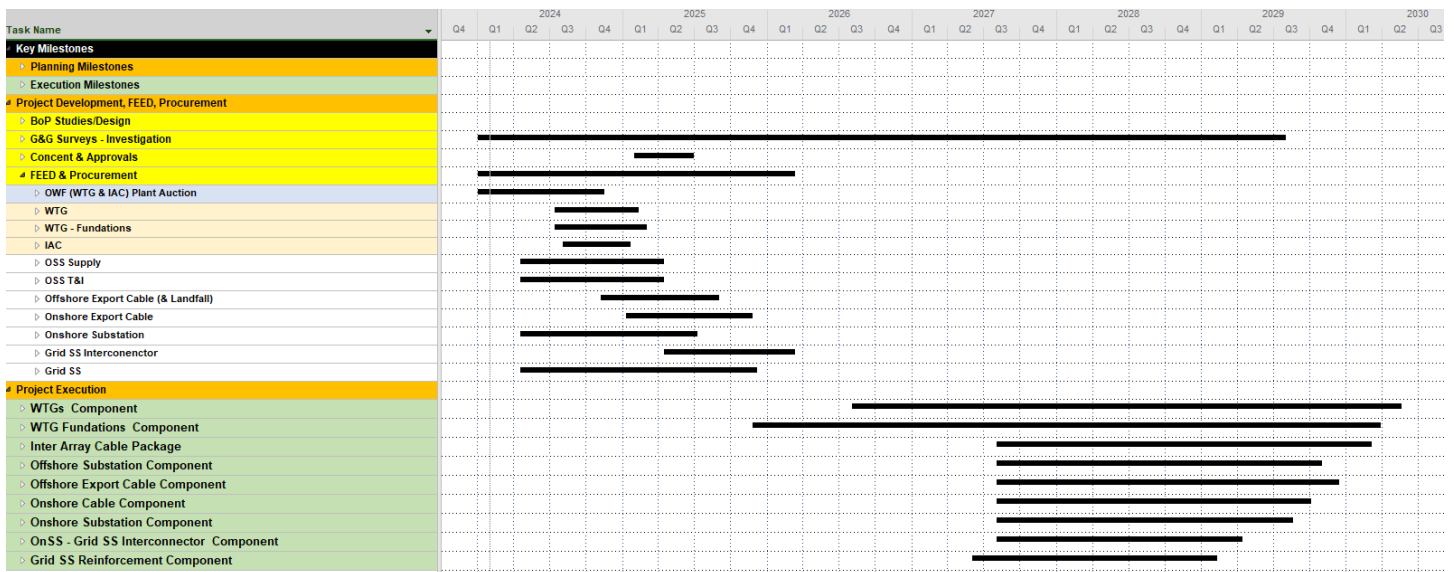 2024 2025 2026 2027 2028 2029 2030
Task Name Q4 Q1 Q2 Q3 Q4 Q1 Q2 Q3 Q4 Q1 Q2 Q3 Q4 Q1 Q2 Q3 Q4 Q1 Q2 Q3 Q4 Q1 Q2 Q3 Q4 Q1 Q2 Q3
Key Milestones
Planning Milestones
Execution Milestones
Project Development, FEED, Procurement
BoP Studies/Design
G&G Surveys - Investigation
Concent & Approvals
FEED & Procurement
OWF (WTG & IAC) Plant Auction
WTG
WTG - Fundations
IAC
OSS Supply
OSS T&I
Offshore Export Cable (& Landfall)
Onshore Export Cable
Onshore Substation
Grid SS Interconenctor
Grid SS
Project Execution
WTGs Component
WTG Fundations Component
Inter Array Cable Package
Offshore Substation Component
Offshore Export Cable Component
Onshore Cable Component
Onshore Substation Component
OnSS - Grid SS Interconnector Component
Grid SS Reinforcement Component